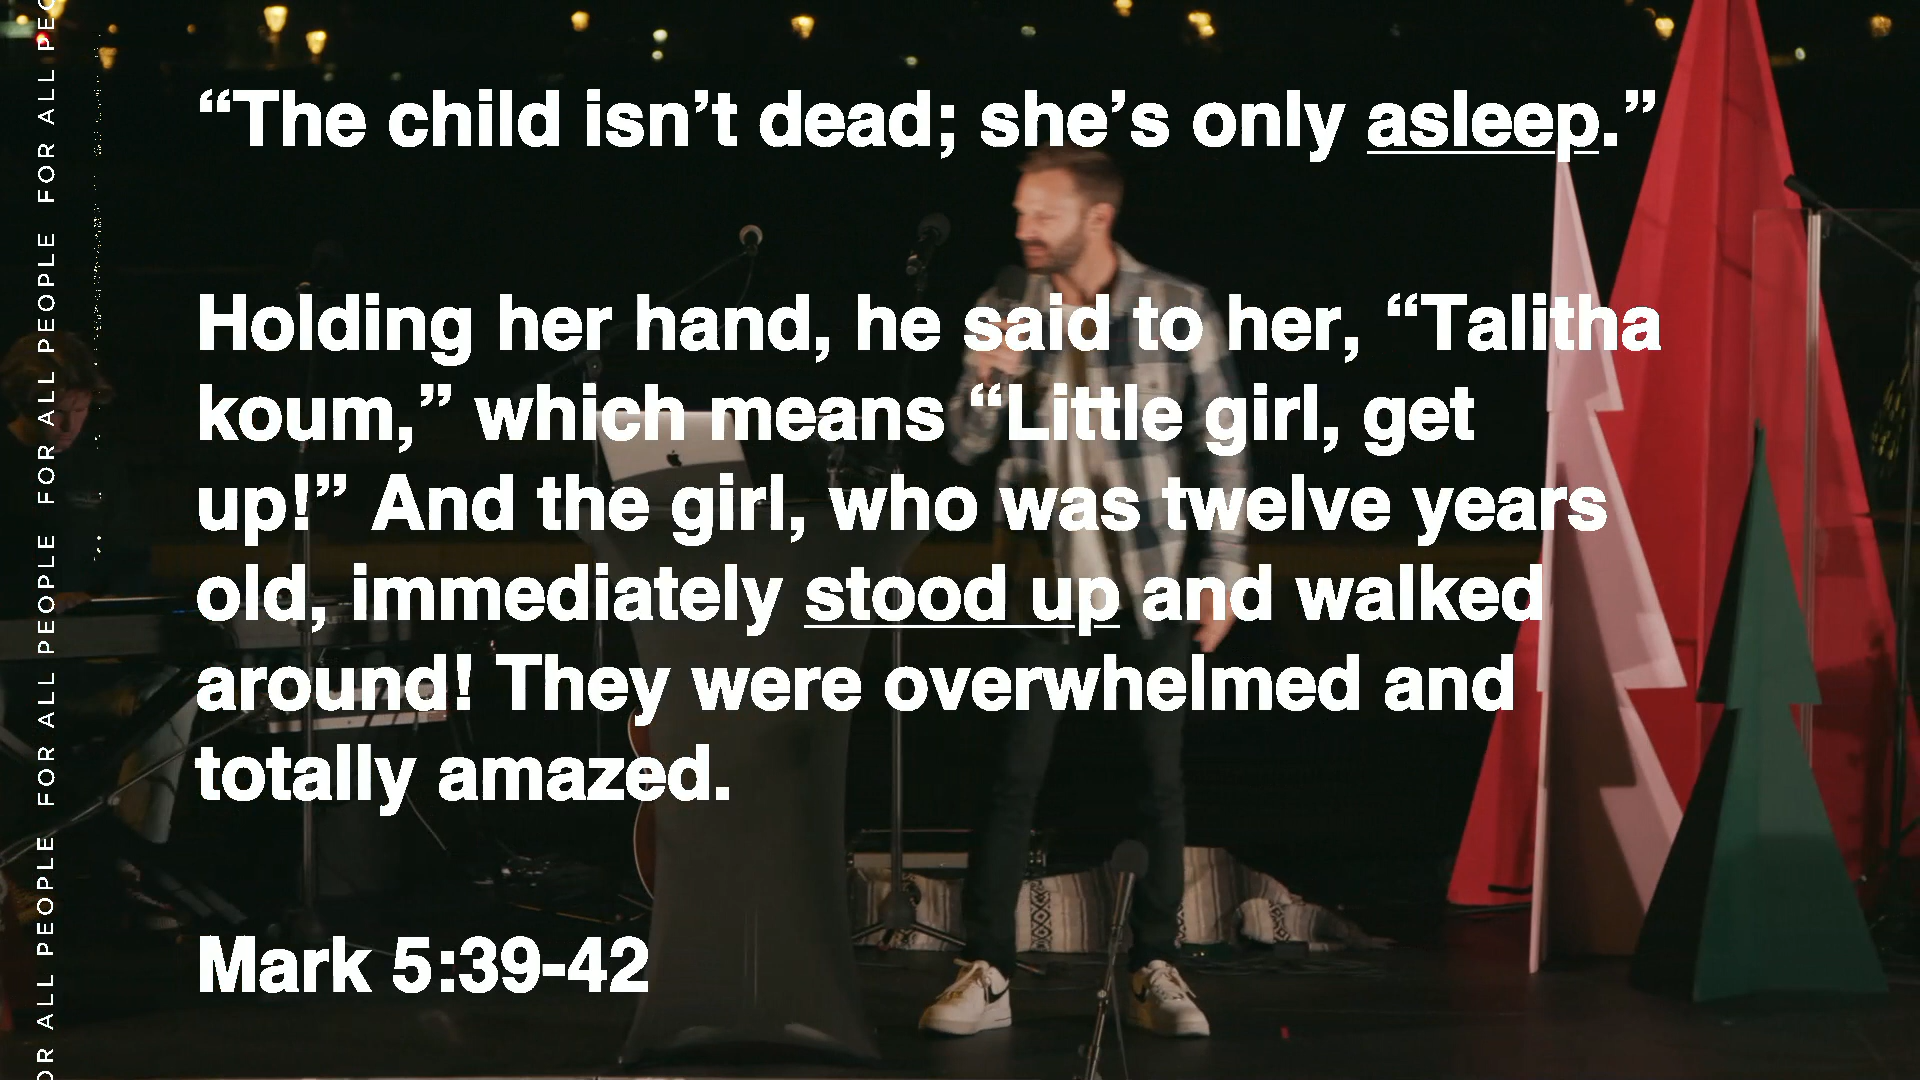 “The child isn’t dead; she’s only asleep.”
Holding her hand, he said to her, “Talitha
koum,” which means “Little girl, get
up!” And the girl, who was twelve years
old, immediately stood up and walked
around! They were overwhelmed and
totally amazed.
Mark 5:39-42
FOR ALL PEOPLE FOR ALL PEOPLE FOR ALL PEOPLE FOR ALL PEOPLE